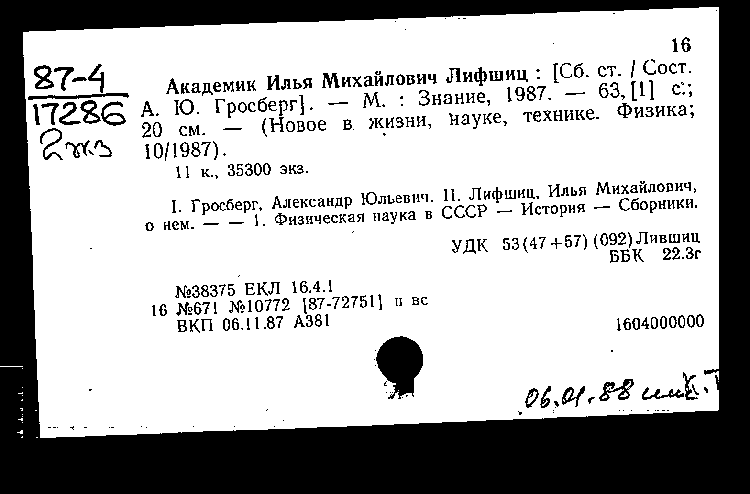 16
87-4
17286
2 экз
Академик Илья Михайлович Лифшиц : [Сб. ст. / Сост.
А. Ю. Гросберг]. — М. : Знание, 1987. — 63, [1] с.;
20 см. — (Новое в жизни, науке, технике. Физика;
10/1987).
11 к., 35300 экз.
I. Гросберг, Александр Юльевич. II. Лифшиц, Илья Михайлович,
о нем. — — 1. Физическая наука в СССР — История — Сборники.
УДК 53(47+57)(092)Лившиц
ББК 22.3г
№38375 ЕКЛ 16.4.1
16 №671 №10772 [87-72751] п вс
ВКП 06.11.87 А381
1604000000
06.01.88